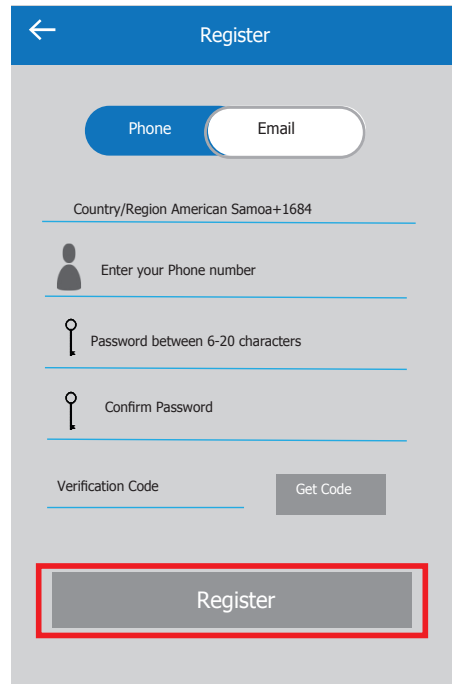 Register
Phone Email
Country/Region American Samoa+1684
Enter your Phone number
Password between 6-20 characters
Confirm Password
Verification Code Get Code
Register